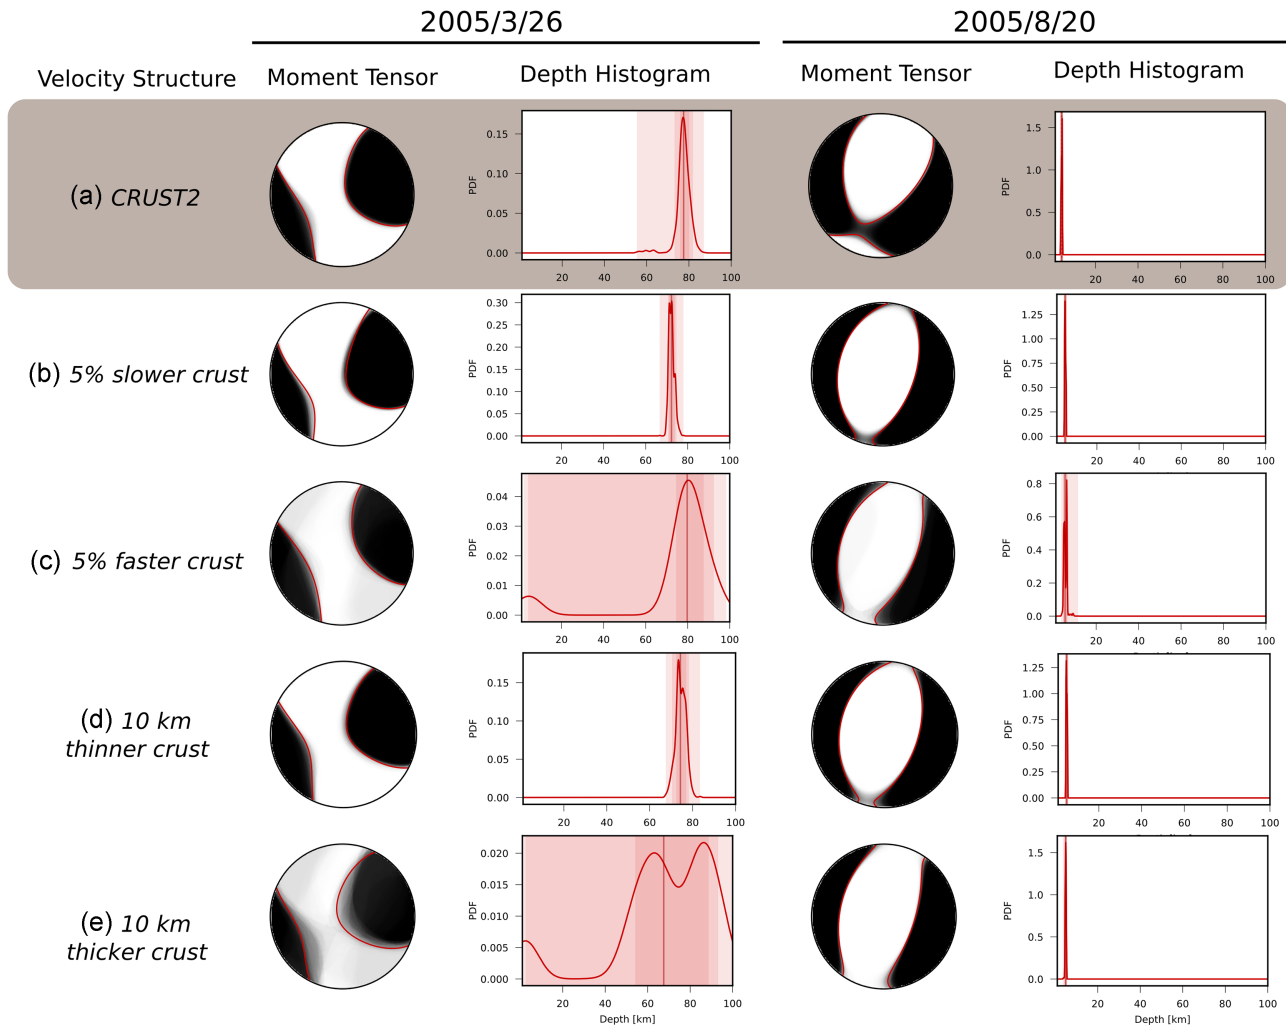 2005/3/26 2005/8/20
Velocity Structure Moment Tensor Depth Histogram Moment Tensor Depth Histogram
(a) CRUST2
PDF
0.15
0.10
0.05
0.00
20 40 60 80 100
PDF
1.5
1.0
0.5
0.0
20 40 60 80 100
(b) 5% slower crust
PDF
0.30
0.25
0.20
0.15
0.10
0.05
0.00
20 40 60 80 100
PDF
1.25
1.00
0.75
0.50
0.25
0.00
20 40 60 80 100
(c) 5% faster crust
PDF
0.04
0.03
0.02
0.01
0.00
20 40 60 80 100
PDF
0.8
0.6
0.4
0.2
0.0
20 40 60 80 100
(d) 10 km
thinner crust
PDF
0.15
0.10
0.05
0.00
20 40 60 80 100
PDF
1.25
1.00
0.75
0.50
0.25
0.00
20 40 60 80 100
(e) 10 km
thicker crust
PDF
0.020
0.015
0.010
0.005
0.000
20 40 60 80 100
Depth [km]
PDF
1.5
1.0
0.5
0.0
20 40 60 80 100
Depth [km]